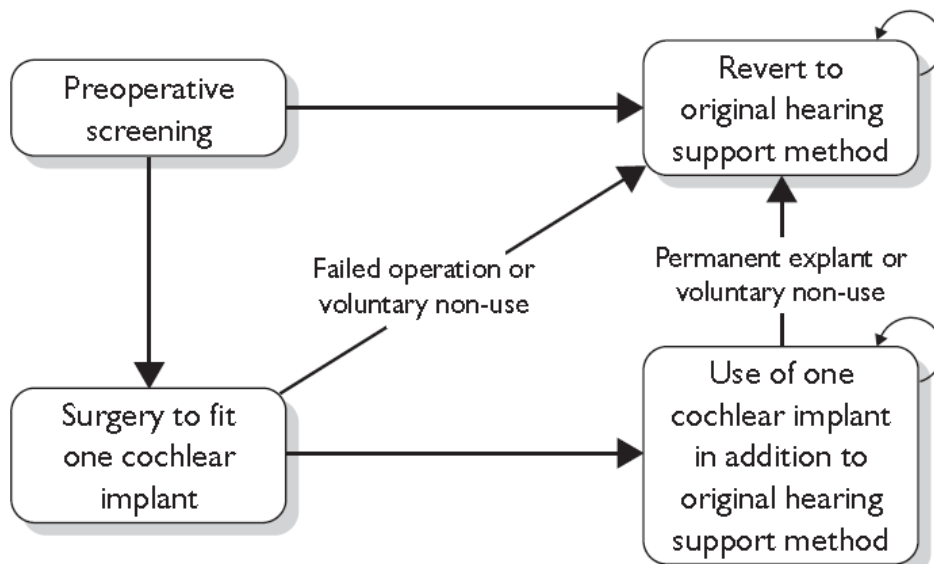 Preoperative
screening
Revert to
original hearing
support method
Failed operation or
voluntary non-use
Permanent explant or
voluntary non-use
Surgery to fit
one cochlear
implant
Use of one
cochlear implant
in addition to
original hearing
support method